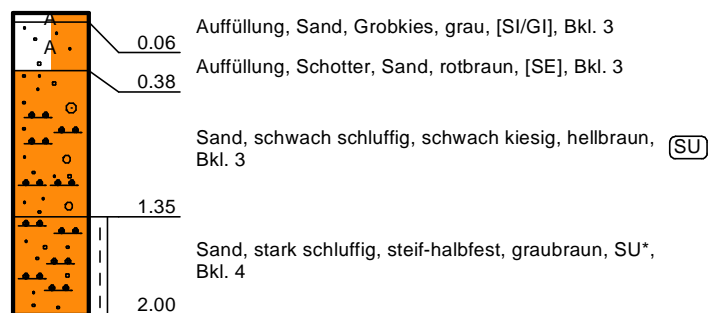 A
Auffüllung, Sand, Grobkies, grau, [SI/GI], Bkl. 3
0.06
A
Auffüllung, Schotter, Sand, rotbraun, [SE], Bkl. 3
0.38
Sand, schwach schluffig, schwach kiesig, hellbraun,
Bkl. 3
SU
1.35
Sand, stark schluffig, steif-halbfest, graubraun, SU*,
Bkl. 4
2.00